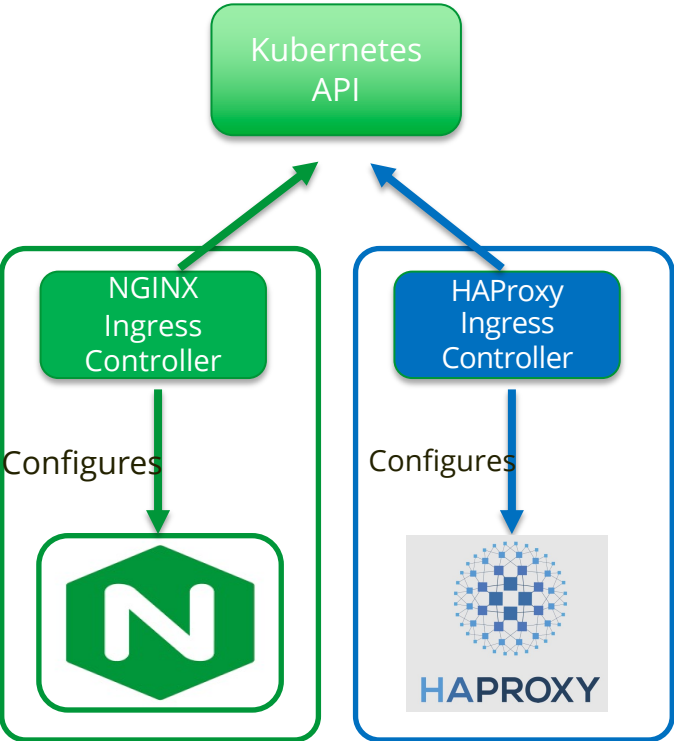 Kubernetes
API
NGINX
Ingress
Controller
Configures
N
HAProxy
Ingress
Controller
Configures
HAPROXY